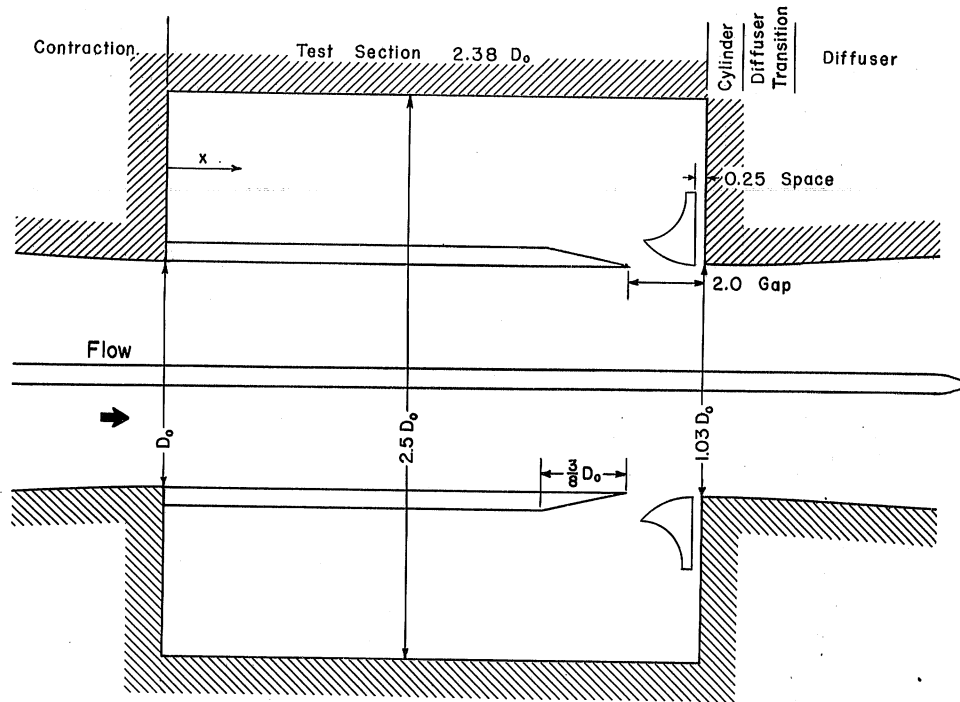 Contraction
Test Section 2.38 D₀
Cylinder
Diffuser
Transition
Diffuser
x
0.25 Space
2.0 Gap
Flow
D₀
2.5 D₀
3/8 D₀
1.03 D₀